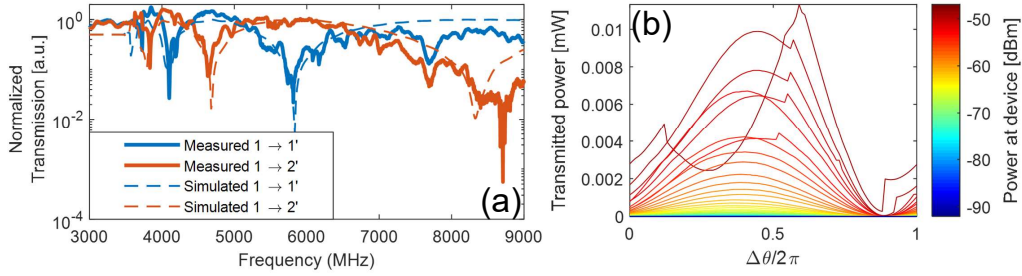 Normalized
Transmission [a.u.]
10⁰
10⁻²
10⁻⁴
Measured 1 → 1'
Measured 1 → 2'
Simulated 1 → 1'
Simulated 1 → 2'
(a)
3000 4000 5000 6000 7000 8000 9000
Frequency (MHz)
(b)
Transmitted power [mW]
0.01
0.008
0.006
0.004
0.002
0
0 0.5 1
Δθ/2π
-50
-60
-70
-80
-90
Power at device [dBm]